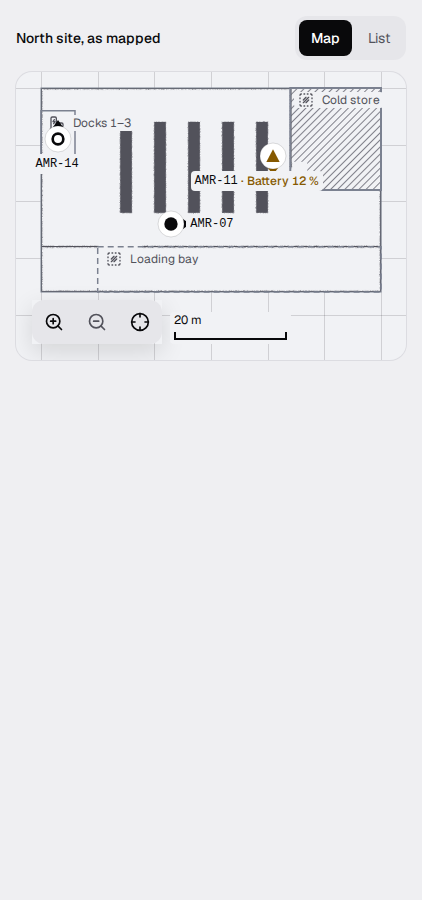 North site, as mapped
Map
List
Cold store
Docks 1–3
AMR-14
AMR-11 · Battery 12 %
AMR-07
Loading bay
20 m